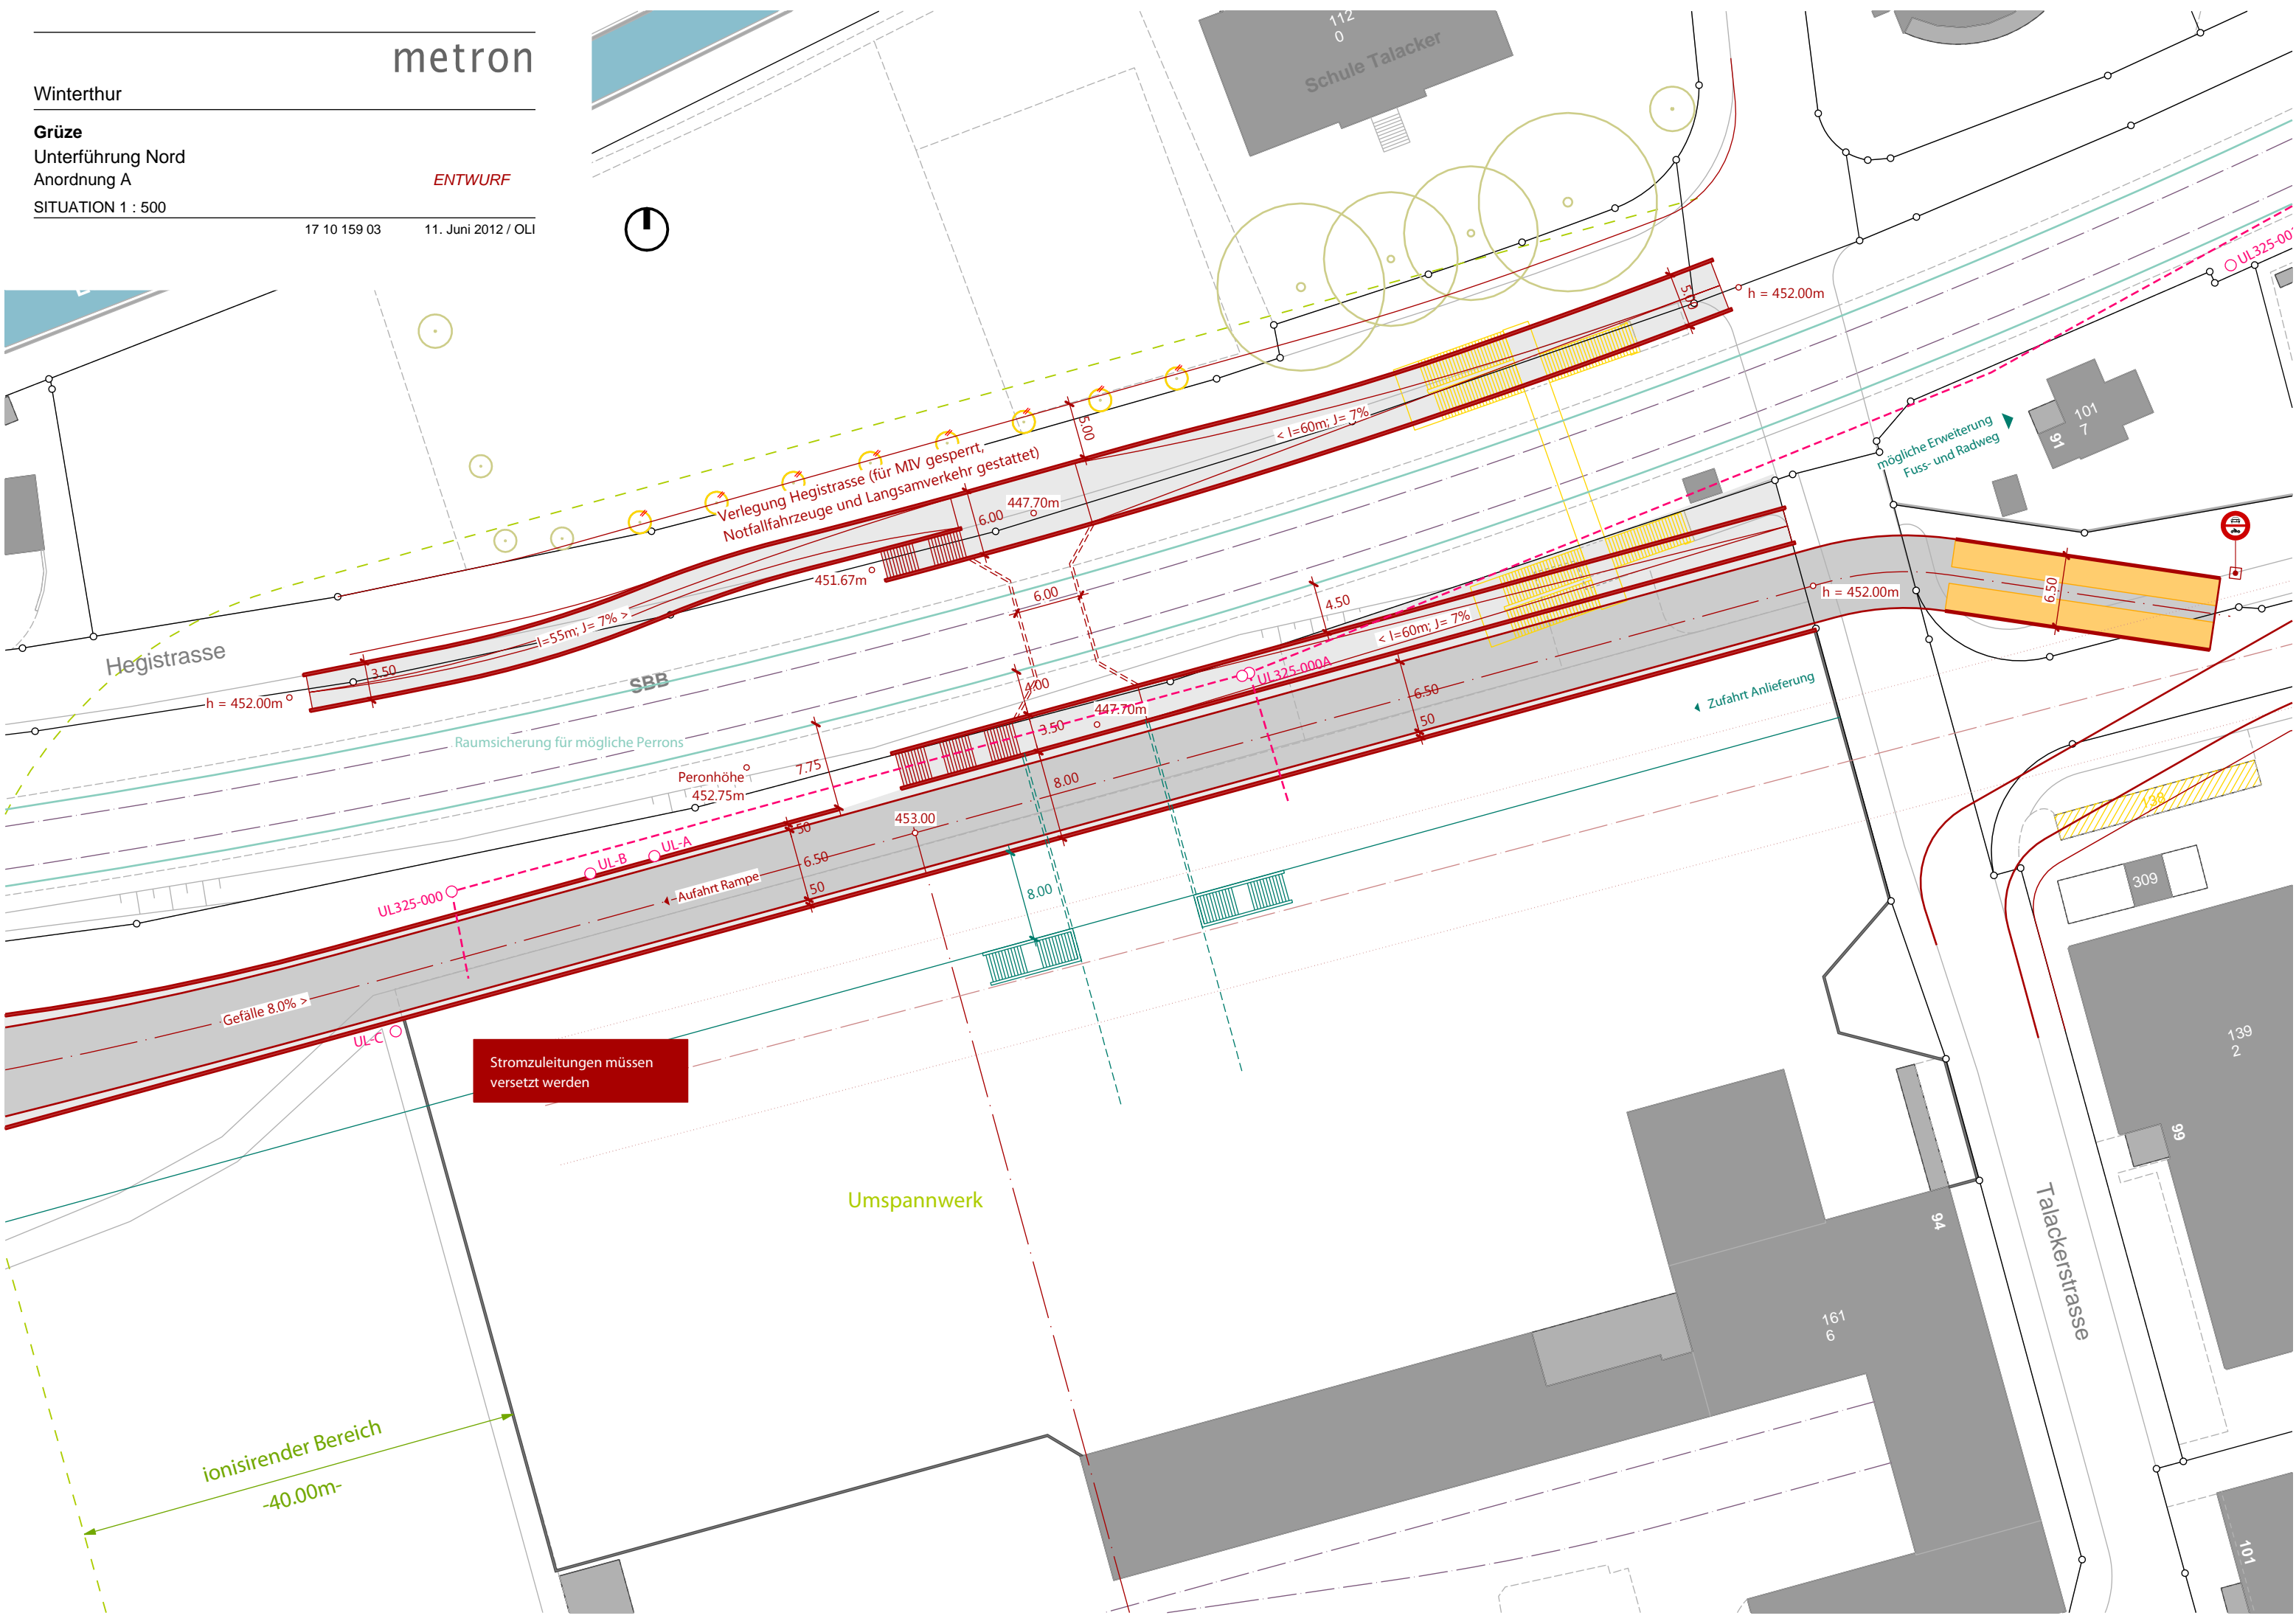 metron
Winterthur
Grüze
Unterführung Nord
Anordnung A
ENTWURF
SITUATION 1 : 500
17 10 159 03
11. Juni 2012 / OLI
112
0
Schule Talacker
UL325-00
h = 452.00m
5.00
101
7
91
mögliche Erweiterung
Fuss- und Radweg
5.00
< l=60m; J= 7%
Verlegung Hegistrasse (für MIV gesperrt,
Notfallfahrzeuge und Langsamverkehr gestattet)
447.70m
6.00
451.67m
6.00
4.50
h = 452.00m
6.50
l=55m; J= 7% >
< l=60m; J= 7%
Hegistrasse
3.50
SBB
h = 452.00m
4.00
UL325-000A
6.50
50
Zufahrt Anlieferung
447.70m
3.50
Raumsicherung für mögliche Perrons
7.75
Peronhöhe
452.75m
8.00
453.00
50
6.50
50
UL-A
UL-B
Aufahrt Rampe
UL325-000
8.00
139
309
Gefälle 8.0% >
UL-C
Stromzuleitungen müssen
versetzt werden
139
2
99
Umspannwerk
94
Talackerstrasse
161
6
ionisirender Bereich
-40.00m-
101